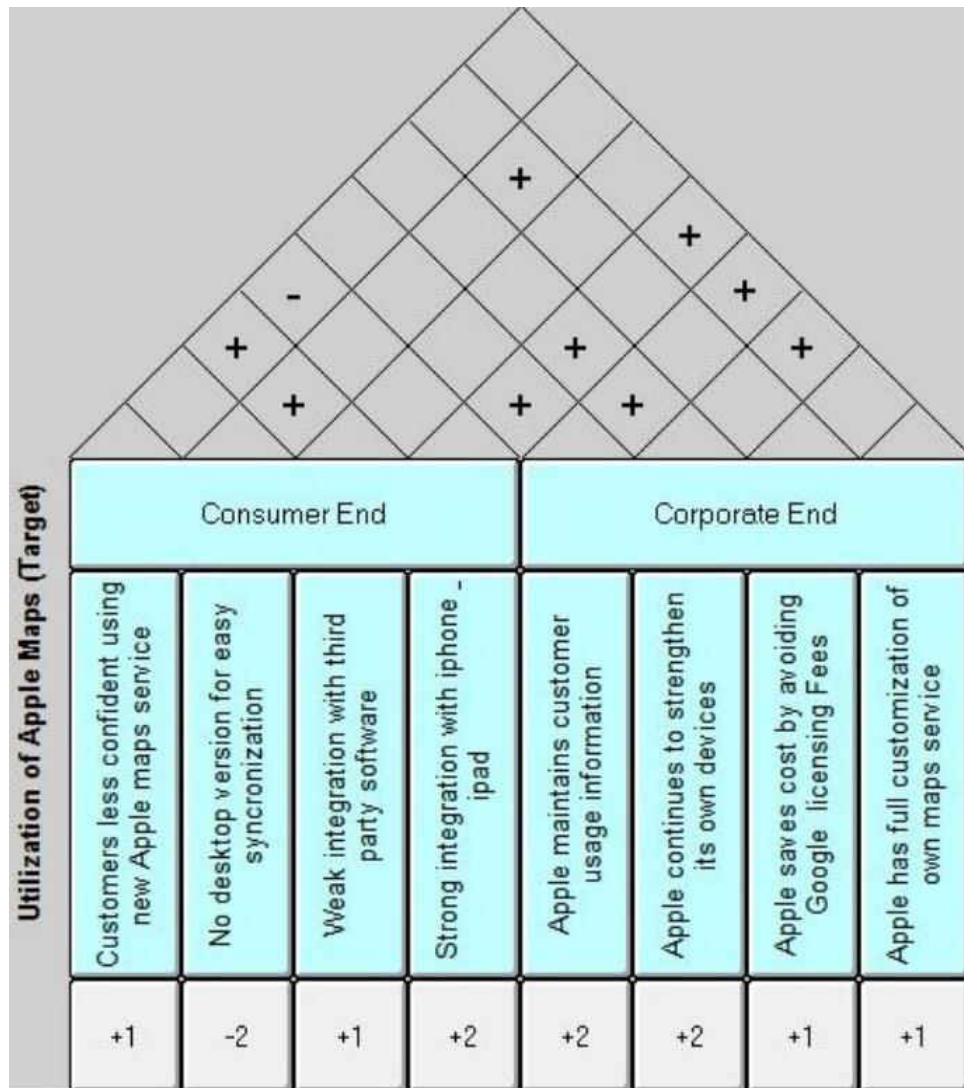 +
+
-
+
+
+
+
+
+
+
+
Utilization of Apple Maps (Target)
Consumer End
Corporate End
Customers less confident using
new Apple maps service
No desktop version for easy
syncronization
Weak integration with third
party software
Strong integration with iphone _
ipad
Apple maintains customer
usage information
Apple continues to strengthen
its own devices
Apple saves cost by avoiding
Google licensing Fees
Apple has full customization of
own maps service
+1
-2
+1
+2
+2
+2
+1
+1